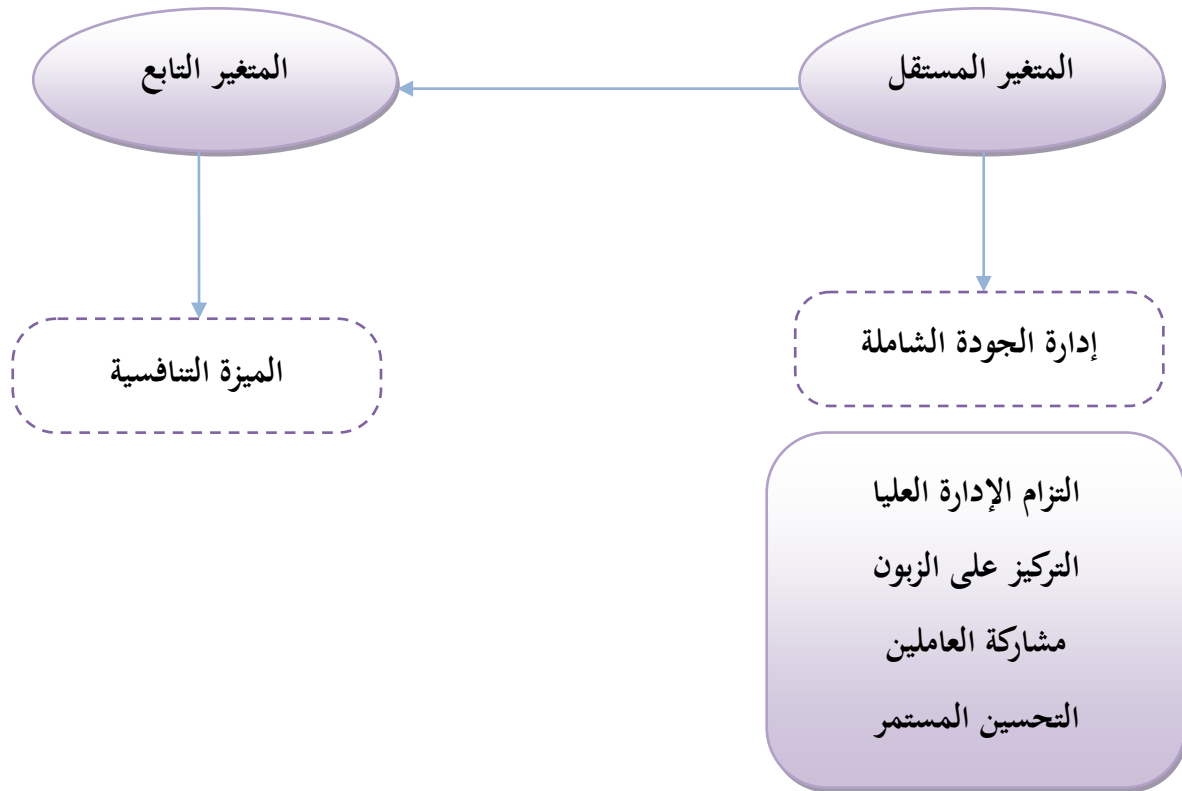 المتغير المستقل
المتغير التابع
إدارة الجودة الشاملة
الميزة التنافسية
التزام الإدارة العليا
التركيز على الزبون
مشاركة العاملين
التحسين المستمر